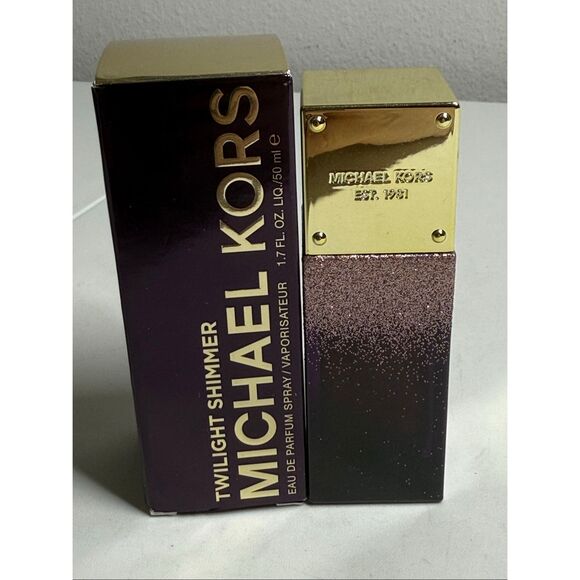 TWILIGHT SHIMMER
MICHAEL KORS
EAU DE PARFUM SPRAY / VAPORISATEUR 1.7 FL. OZ. LIQ./50 ml ℮
MICHAEL KORS
EST. 1981